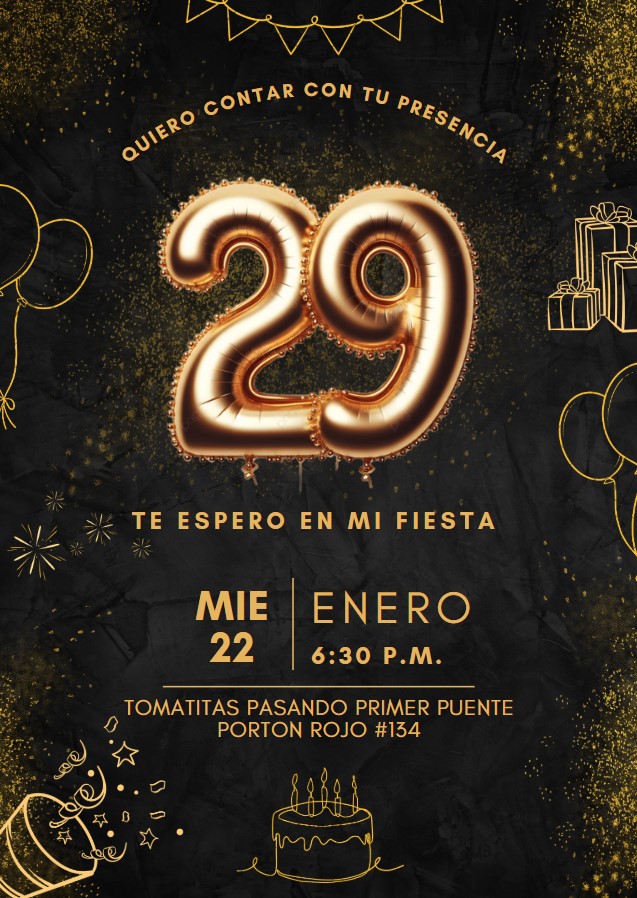 QUIERO CONTAR CON TU PRESENCIA
29
TE ESPERO EN MI FIESTA
MIE
22
ENERO
6:30 P.M.
TOMATITAS PASANDO PRIMER PUENTE
PORTON ROJO #134